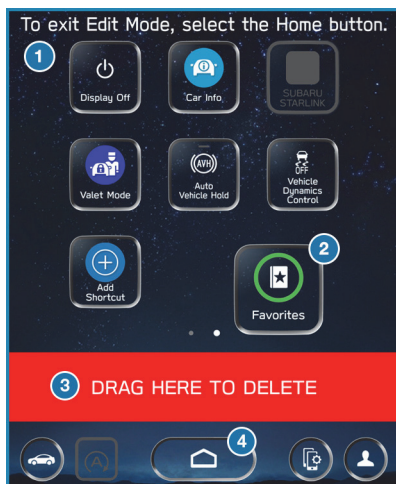 To exit Edit Mode, select the Home button.
1
Display Off
Car Info
SUBARU
STARLINK
Valet Mode
(AVH)
Auto
Vehicle Hold
OFF
Vehicle
Dynamics
Control
Add
Shortcut
2
Favorites
3
DRAG HERE TO DELETE
4
A